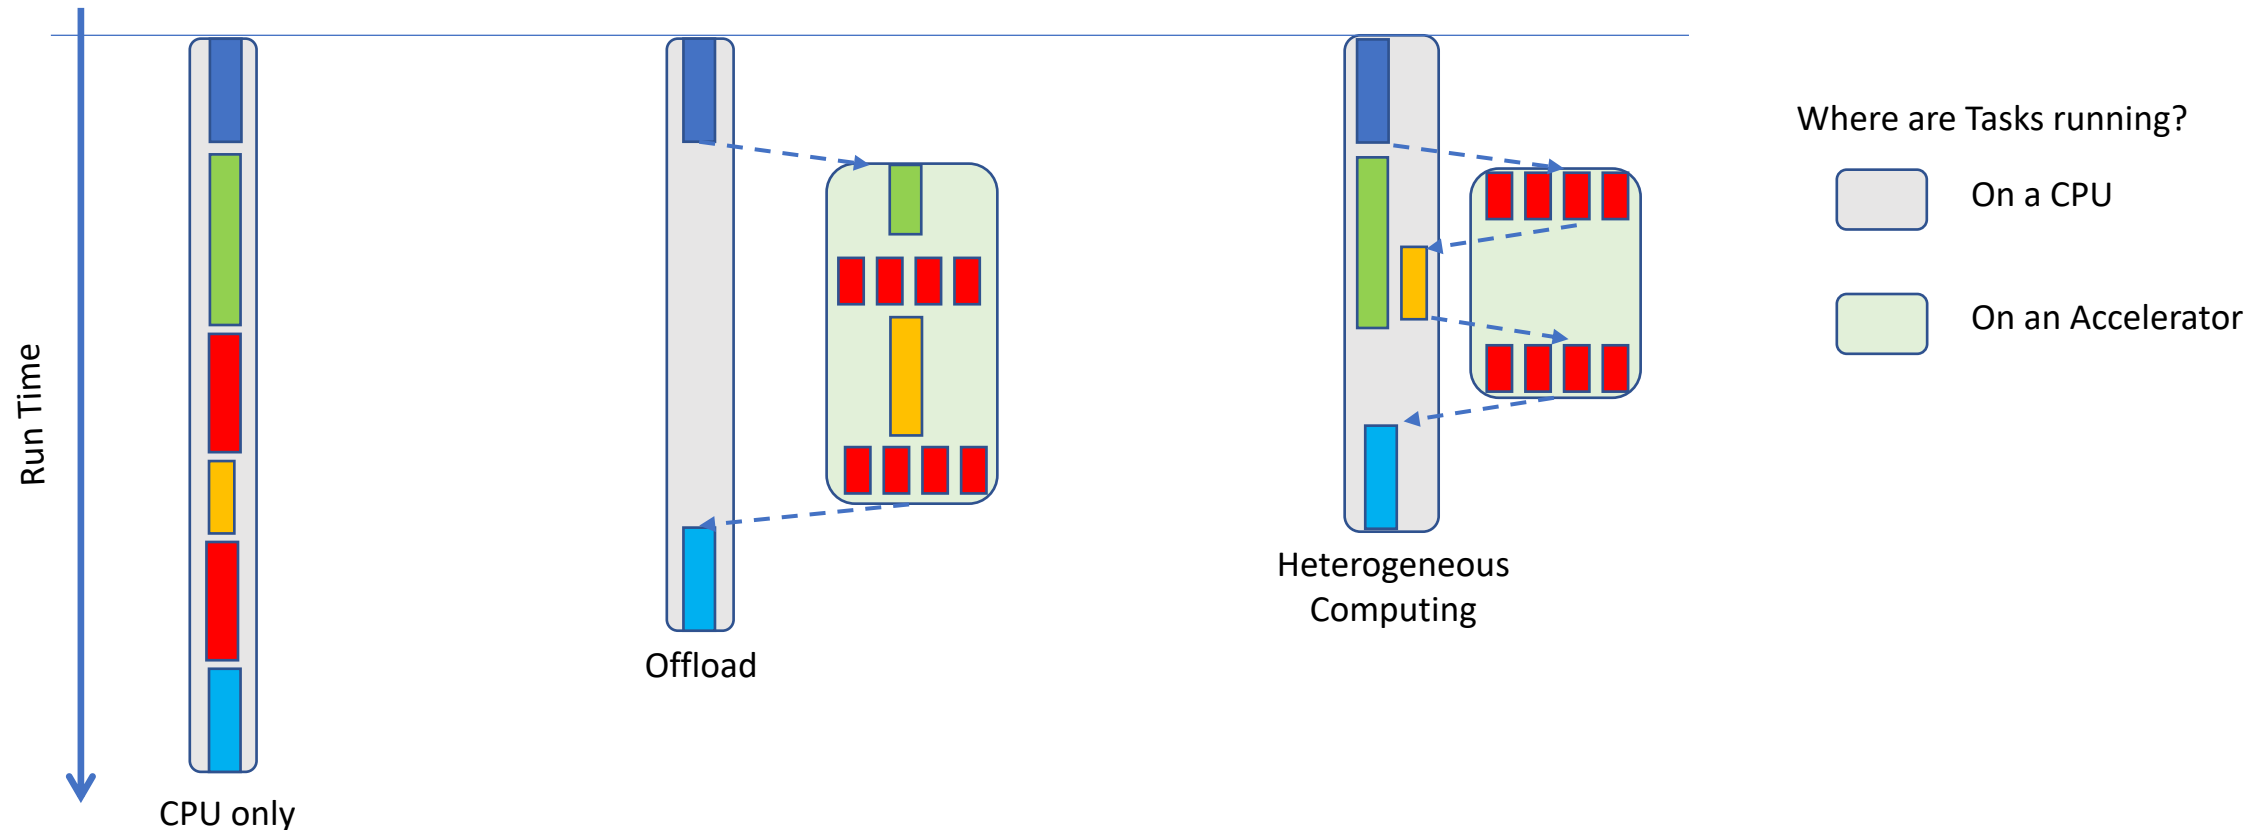 Run Time
CPU only
Offload
Heterogeneous
Computing
Where are Tasks running?
On a CPU
On an Accelerator